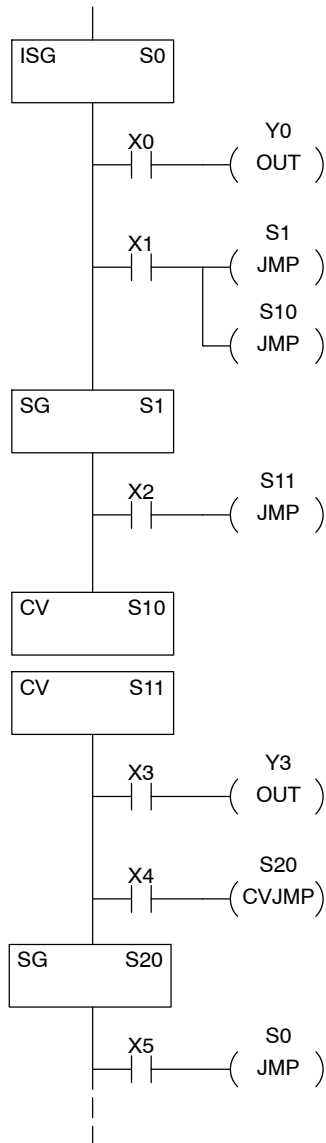 ISG S0
Y0
X0
OUT
S1
X1
JMP
S10
JMP
SG S1
S11
X2
JMP
CV S10
CV S11
Y3
X3
OUT
S20
X4
CVJMP
SG S20
S0
X5
JMP